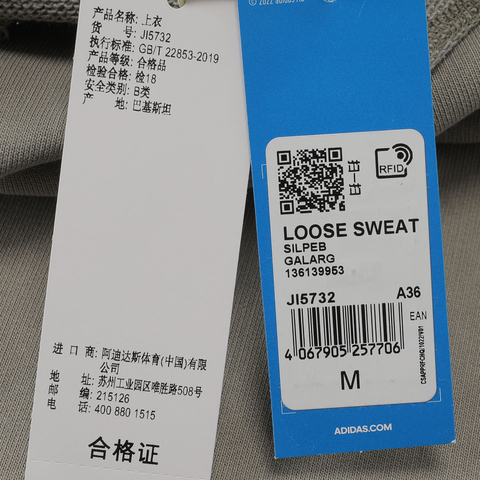 产品名称: 上衣
货 号: JI5732
执行标准: GB/T 22853-2019
产品等级: 合格品
检验合格: 检18
安全类别: B类
产 地: 巴基斯坦
进 口 商: 阿迪达斯体育(中国)有限
公司
地 址: 苏州工业园区唯胜路508号
邮 编: 215126
电 话: 400 880 1515
合格证
RFID
LOOSE SWEAT
SILPEB
GALARG
136139953
JI5732 A36
EAN
4 067905 257706
M
ADIDAS.COM